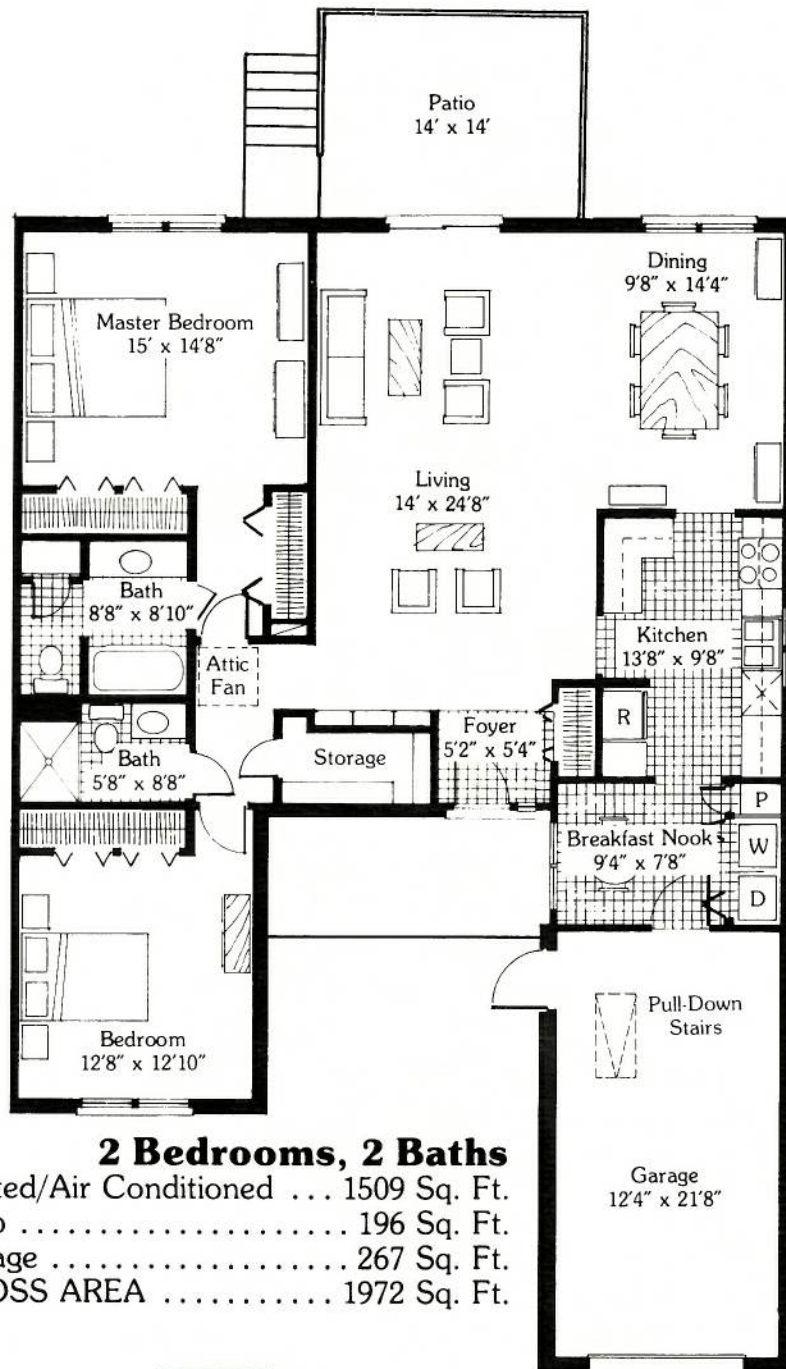 Patio
14′ x 14′
Master Bedroom
15′ x 14′8″
Dining
9′8″ x 14′4″
Living
14′ x 24′8″
Bath
8′8″ x 8′10″
Kitchen
13′8″ x 9′8″
Attic
Fan
R
Foyer
5′2″ x 5′4″
Storage
Bath
5′8″ x 8′8″
P
Breakfast Nook
9′4″ x 7′8″
W
D
Pull-Down
Stairs
Bedroom
12′8″ x 12′10″
Garage
12′4″ x 21′8″
2 Bedrooms, 2 Baths
ted/Air Conditioned ... 1509 Sq. Ft.
o ........................ 196 Sq. Ft.
age ..................... 267 Sq. Ft.
OSS AREA ............ 1972 Sq. Ft.